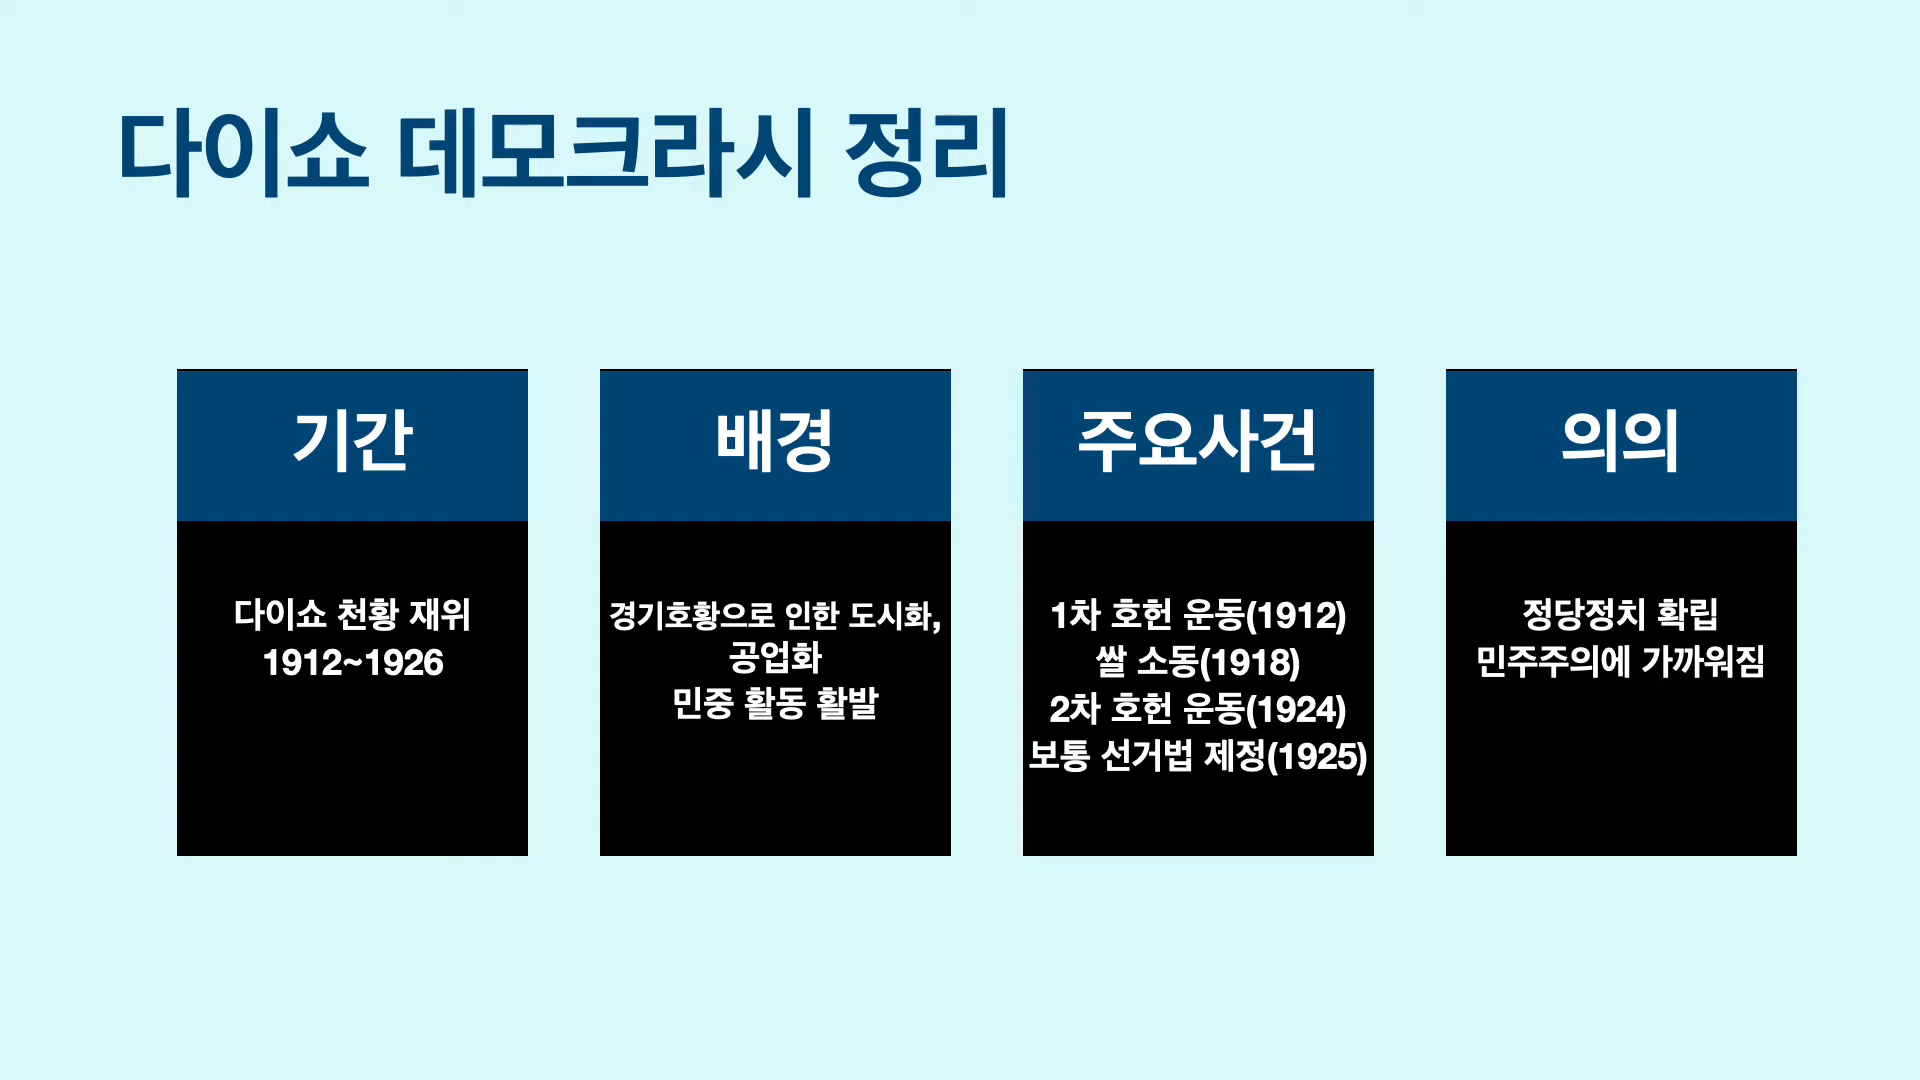 다이쇼 데모크라시 정리
기간
다이쇼 천황 재위
1912~1926
배경
경기호황으로 인한 도시화,
공업화
민중 활동 활발
주요사건
1차 호헌 운동(1912)
쌀 소동(1918)
2차 호헌 운동(1924)
보통 선거법 제정(1925)
의의
정당정치 확립
민주주의에 가까워짐